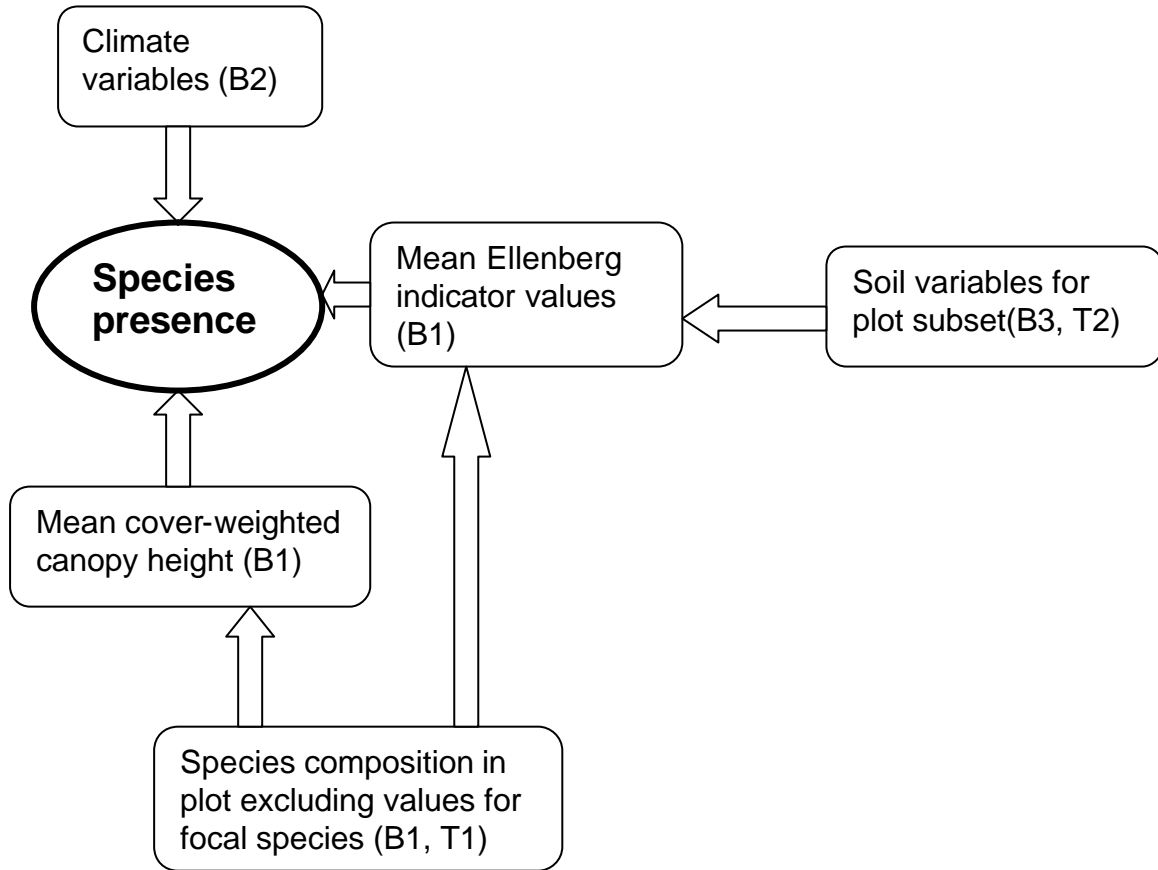 Climate
variables (B2)
Species
presence
Mean Ellenberg
indicator values
(B1)
Soil variables for
plot subset(B3, T2)
Mean cover-weighted
canopy height (B1)
Species composition in
plot excluding values for
focal species (B1, T1)